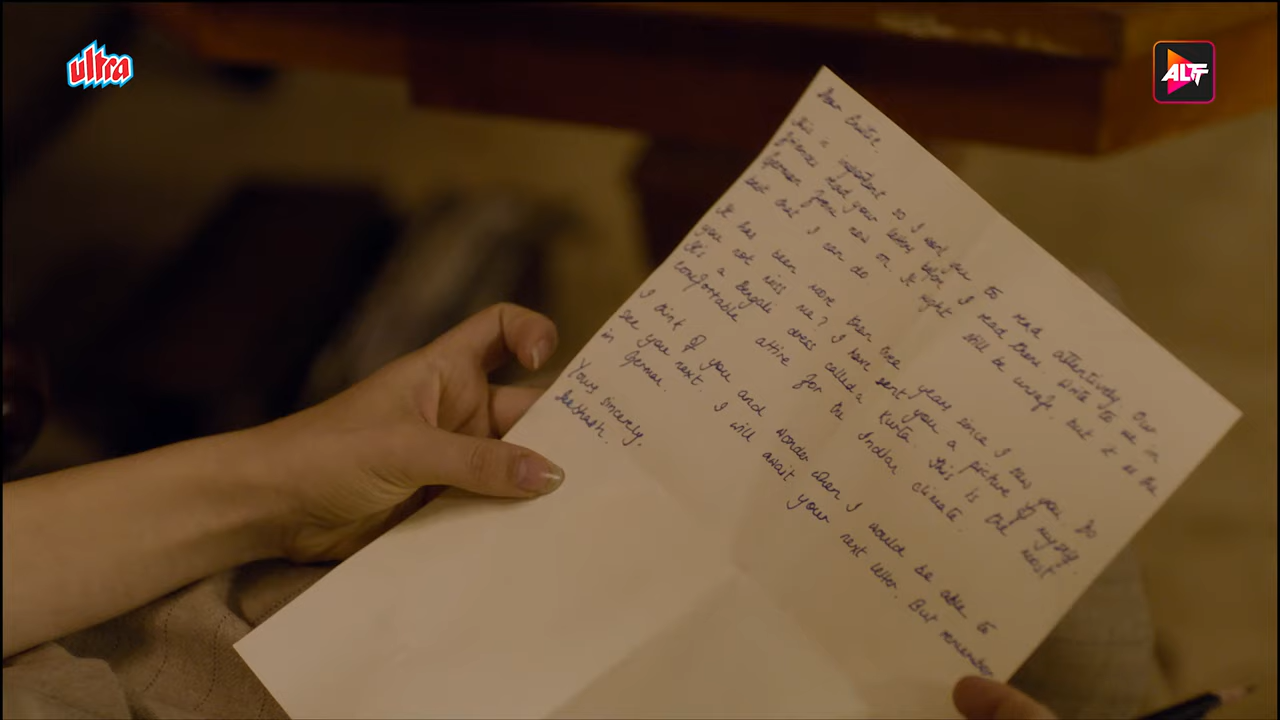 ultra
ALTT
Dear
This is important so I want you to read attentively. Our
friends read your letters before I read them. Write to me in
German from now on. It might still be unsafe, but it is the
best that I can do.
It has been more than three years since I saw you. Do
you not miss me? I have sent you a picture of myself.
It's a Bengali dress called a Kurta. This is the most
comfortable attire for the Indian climate.
I think of you and wonder when I would be able to
see you next. I will await your next letter. But remember
in German.
Yours sincerely,